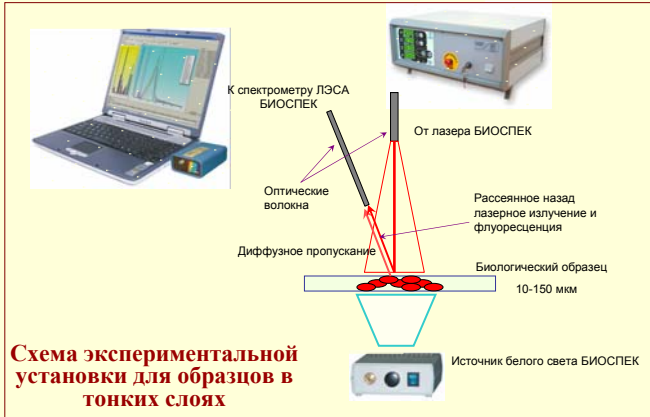 К спектрометру ЛЭСА
БИОСПЕК
От лазера БИОСПЕК
Оптические
волокна
Рассеянное назад
лазерное излучение и
флуоресценция
Диффузное пропускание
Биологический образец
10-150 мкм
Источник белого света БИОСПЕК
Схема экспериментальной
установки для образцов в
тонких слоях